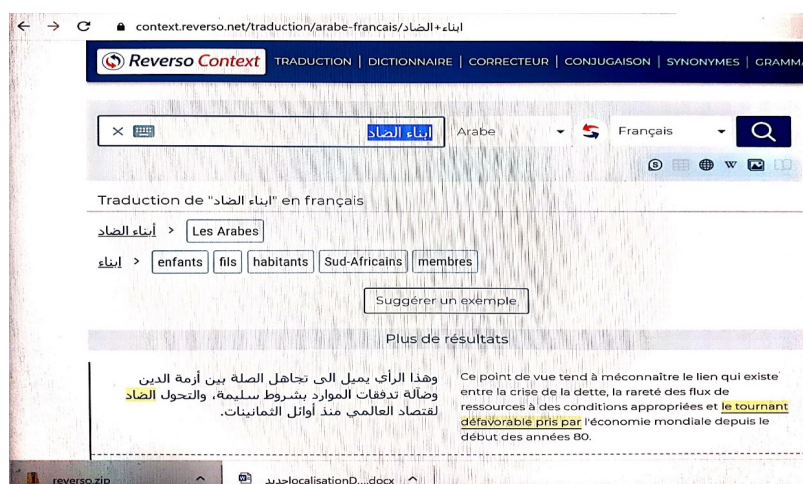 context.reverso.net/traduction/arabe-francais/ابناء+الضاد
Reverso Context TRADUCTION | DICTIONNAIRE | CORRECTEUR | CONJUGAISON | SYNONYMES | GRAMMA
ابناء الضاد Arabe Français
Traduction de "ابناء الضاد" en français
أبناء الضاد > Les Arabes
ابناء > enfants fils habitants Sud-Africains membres
Suggérer un exemple
Plus de résultats
وهذا الرأي يميل الى تجاهل الصلة بين أزمة الدين
وضآلة تدفقات الموارد بشروط سليمة، والتحول الضاد
لقتصاد العالمي منذ أوائل الثمانينات.
Ce point de vue tend à méconnaître le lien qui existe
entre la crise de la dette, la rareté des flux de
ressources à des conditions appropriées et le tournant
défavorable pris par l'économie mondiale depuis le
début des années 80.
reverso.zip
جديدlocalisationD....docx